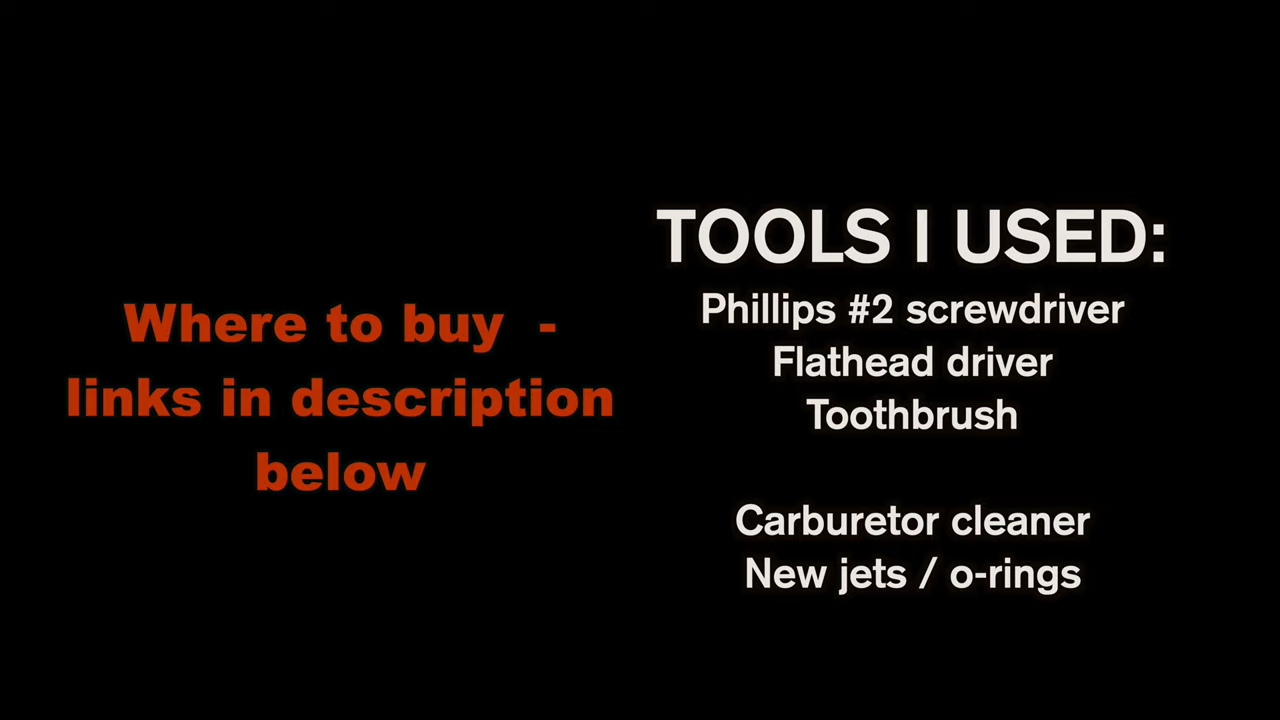 Where to buy  -
links in description
below
TOOLS I USED:
Phillips #2 screwdriver
Flathead driver
Toothbrush
Carburetor cleaner
New jets / o-rings